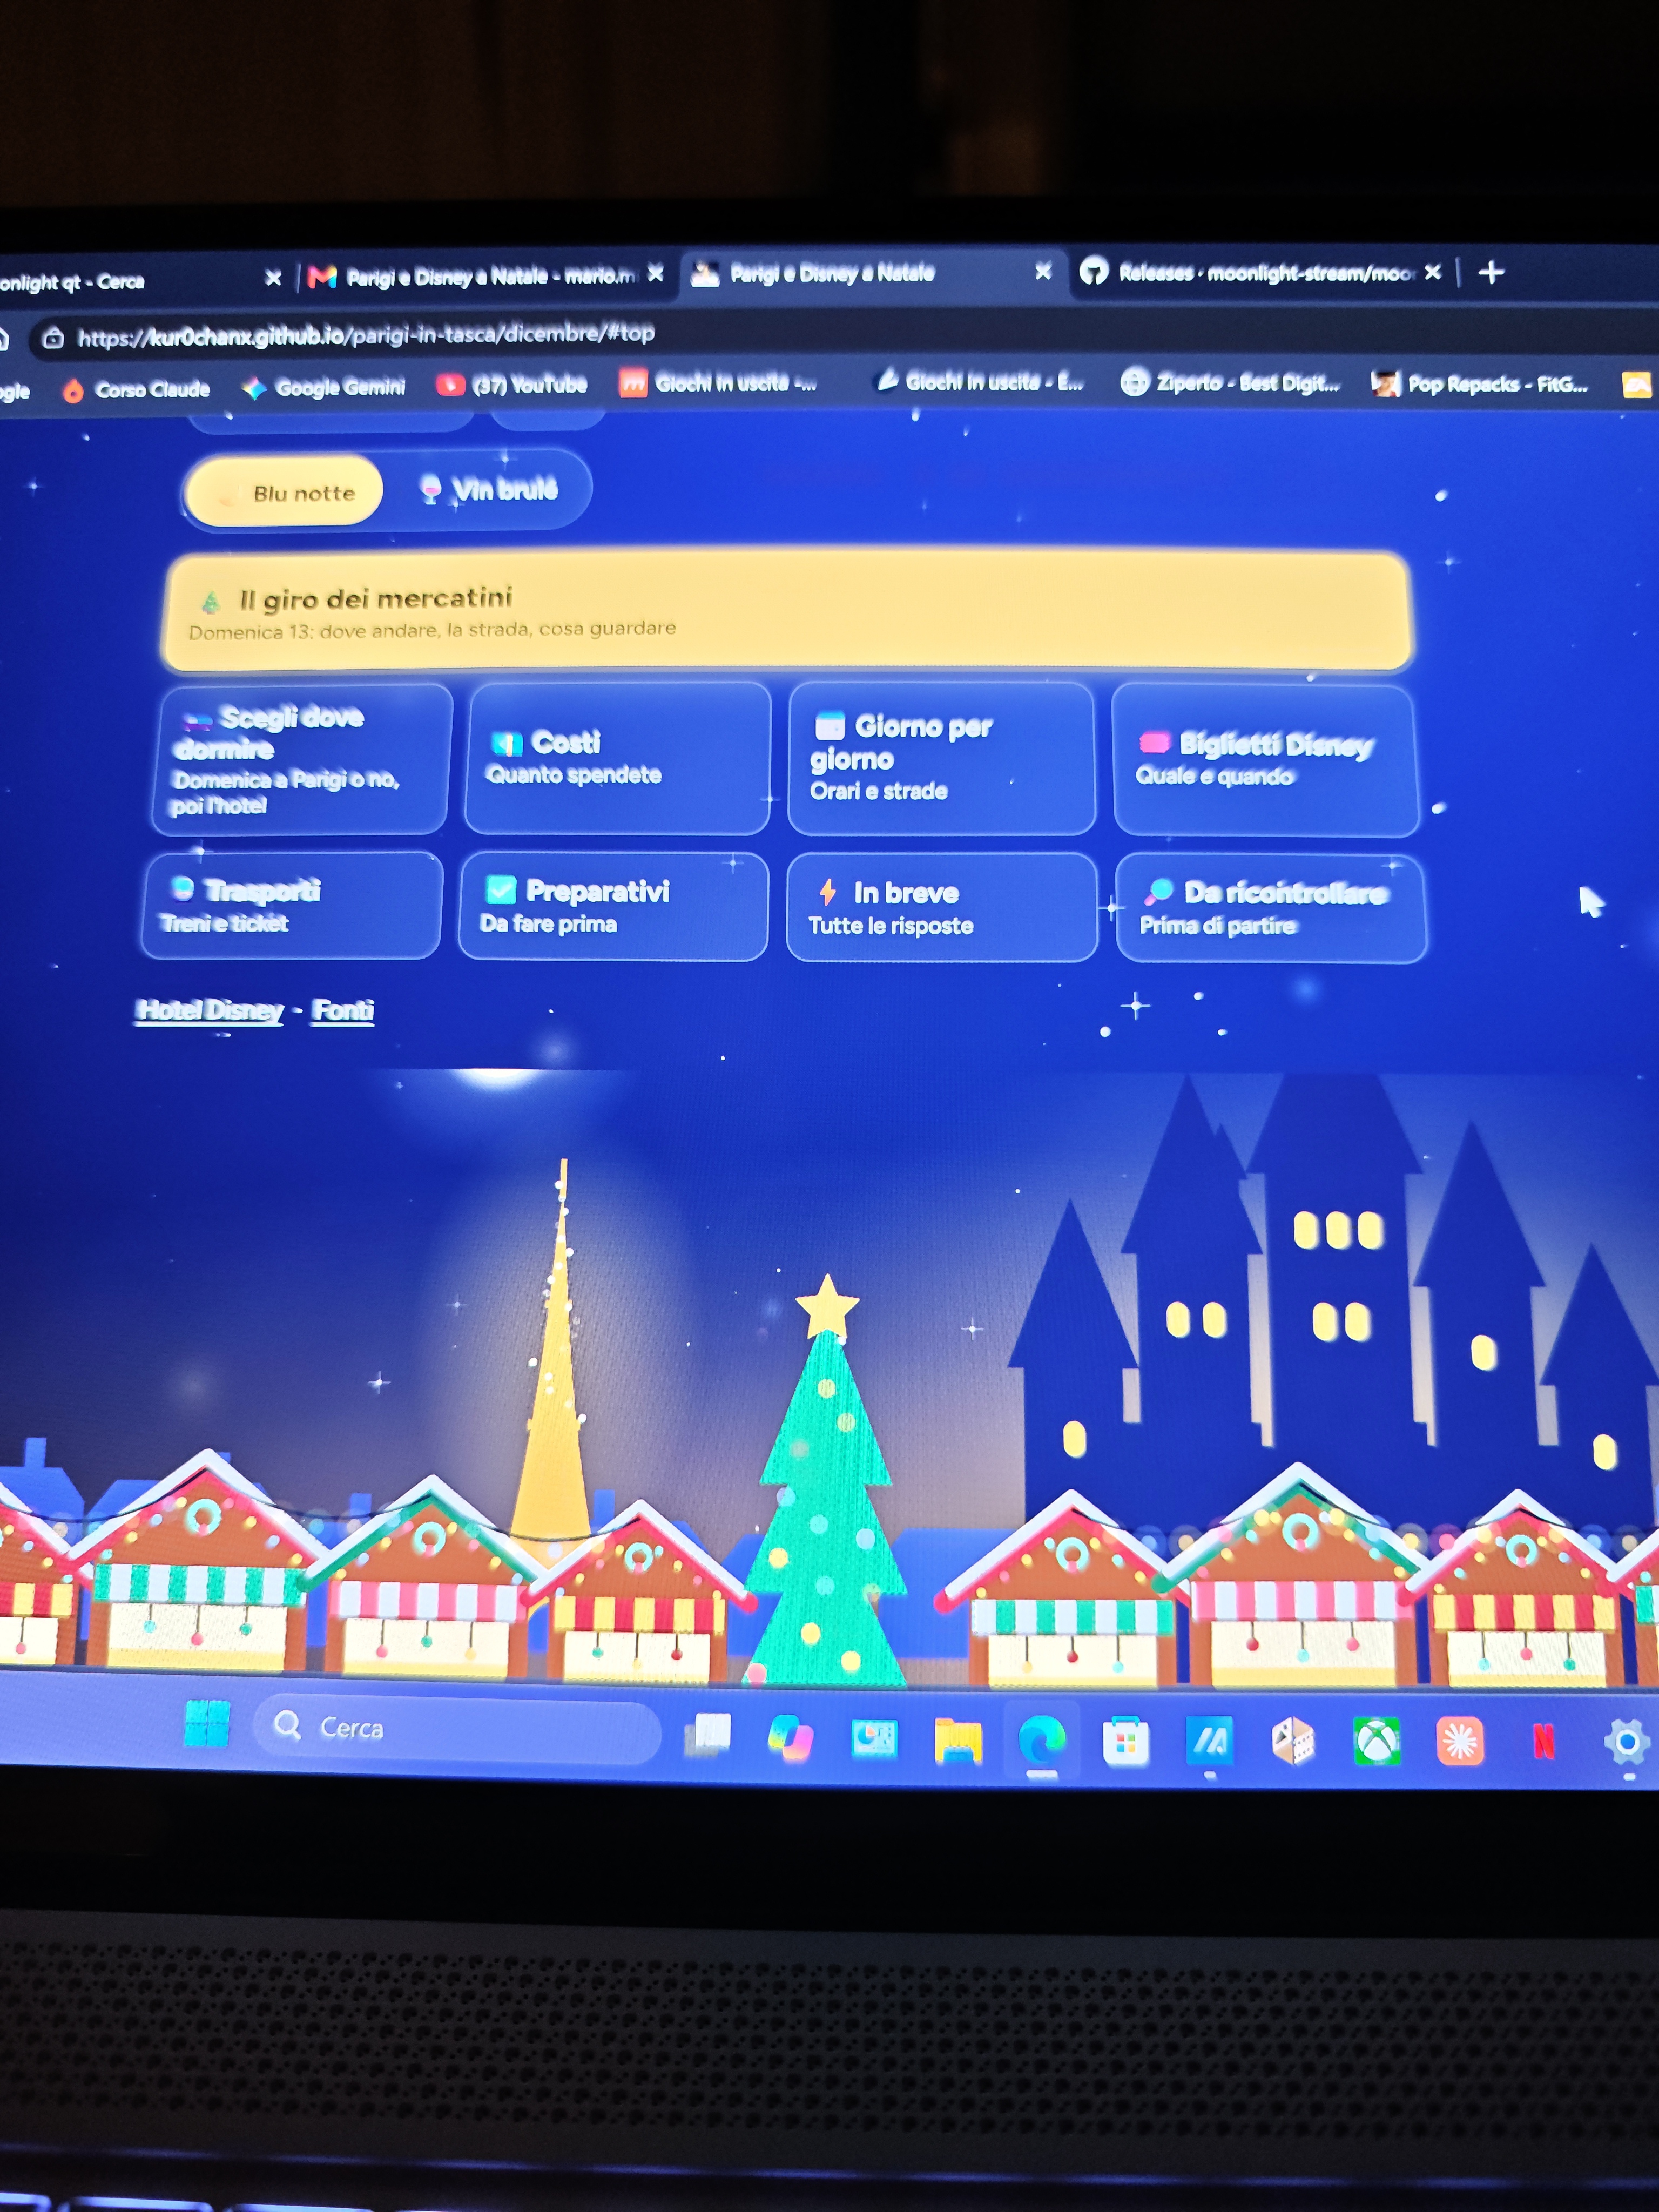 onlight qt - Cerca
Parigi e Disney a Natale - mario.m
Parigi e Disney a Natale
Releases · moonlight-stream/moo
https://kur0chanx.github.io/parigi-in-tasca/dicembre/#top
gle
Corso Claude
Google Gemini
(37) YouTube
Giochi in uscita -...
Giochi in uscita - E...
Ziperto - Best Digit...
Pop Repacks - FitG...
EA
Blu notte
Vin brulé
Il giro dei mercatini
Domenica 13: dove andare, la strada, cosa guardare
Scegli dove
dormire
Domenica a Parigi o no,
poi l'hotel
Costi
Quanto spendete
Giorno per
giorno
Orari e strade
Biglietti Disney
Quale e quando
Trasporti
Treni e ticket
Preparativi
Da fare prima
In breve
Tutte le risposte
Da ricontrollare
Prima di partire
Hotel Disney - Fonti
Cerca